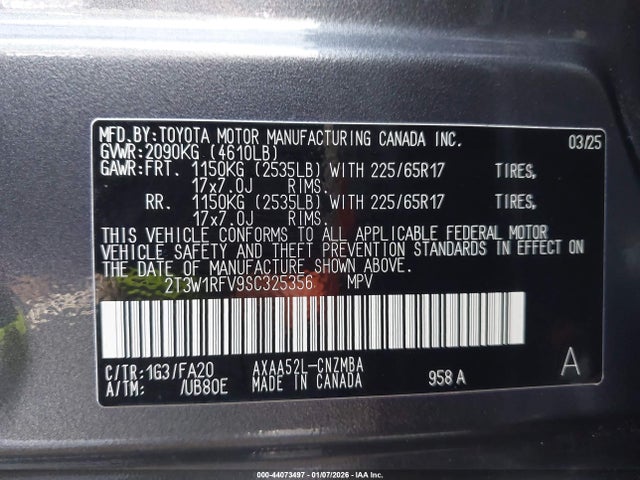 MFD.BY:TOYOTA MOTOR MANUFACTURING CANADA INC. 03/25
GVWR:2090KG (4610LB)
GAWR:FRT. 1150KG (2535LB) WITH 225/65R17 TIRES,
17x7.0J RIMS.
RR. 1150KG (2535LB) WITH 225/65R17 TIRES,
17x7.0J RIMS.
THIS VEHICLE CONFORMS TO ALL APPLICABLE FEDERAL MOTOR
VEHICLE SAFETY AND THEFT PREVENTION STANDARDS IN EFFECT ON
THE DATE OF MANUFACTURE SHOWN ABOVE.
2T3W1RFV9SC325356 MPV
C/TR:1G3/FA20 AXAA52L-CNZMBA A
A/TM: /UB80E MADE IN CANADA 958A
000-44073497 - 01/07/2026 - IAA Inc.